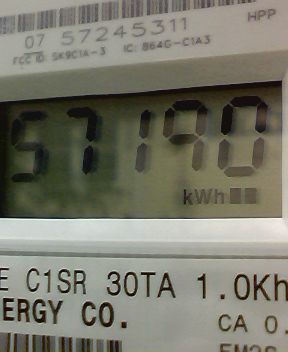 HPP
07 57245311
FCC ID: SK9C1A-3 IC: 864G-C1A3
57190
kWh
E C1SR 30TA 1.0Kh
ERGY CO.
CA 0.